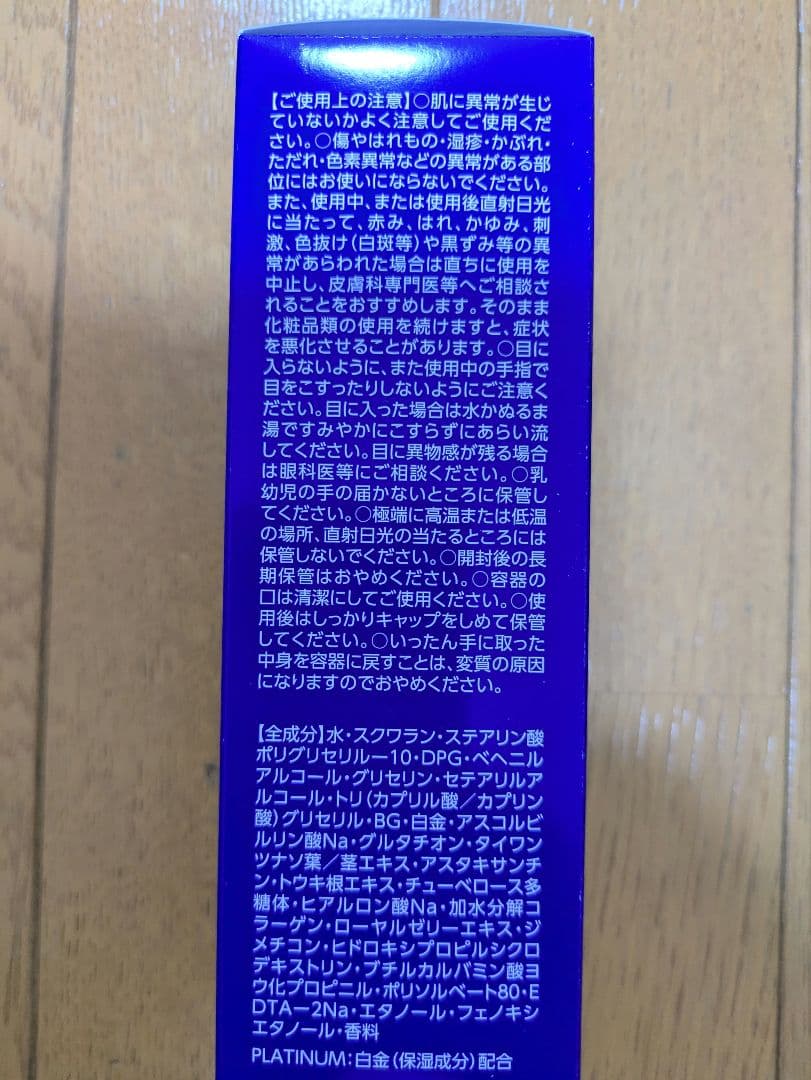 【ご使用上の注意】○肌に異常が生じ
ていないかよく注意してご使用くだ
さい。○傷やはれもの・湿疹・かぶれ・
ただれ・色素異常などの異常がある部
位にはお使いにならないでください。
また、使用中、または使用後直射日光
に当たって、赤み、はれ、かゆみ、刺
激、色抜け(白斑等)や黒ずみ等の異
常があらわれた場合は直ちに使用を
中止し、皮膚科専門医等へご相談さ
れることをおすすめします。そのまま
化粧品類の使用を続けますと、症状
を悪化させることがあります。○目に
入らないように、また使用中の手指で
目をこすったりしないようにご注意く
ださい。目に入った場合は水かぬるま
湯ですみやかにこすらずにあらい流
してください。目に異物感が残る場合
は眼科医等にご相談ください。○乳
幼児の手の届かないところに保管し
てください。○極端に高温または低温
の場所、直射日光の当たるところには
保管しないでください。○開封後の長
期保管はおやめください。○容器の
口は清潔にしてご使用ください。○使
用後はしっかりキャップをしめて保管
してください。○いったん手に取った
中身を容器に戻すことは、変質の原因
になりますのでおやめください。
【全成分】水・スクワラン・ステアリン酸
ポリグリセリルー10・DPG・ベヘニル
アルコール・グリセリン・セテアリルア
ルコール・トリ(カプリル酸/カプリン
酸)グリセリル・BG・白金・アスコルビ
ルリン酸Na・グルタチオン・タイワン
ツナソ葉/茎エキス・アスタキサンチ
ン・トウキ根エキス・チューベロース多
糖体・ヒアルロン酸Na・加水分解コ
ラーゲン・ローヤルゼリーエキス・ジ
メチコン・ヒドロキシプロピルシクロ
デキストリン・ブチルカルバミン酸ヨ
ウ化プロピニル・ポリソルベート80・E
DTAー2Na・エタノール・フェノキシ
エタノール・香料
PLATINUM:白金(保湿成分)配合